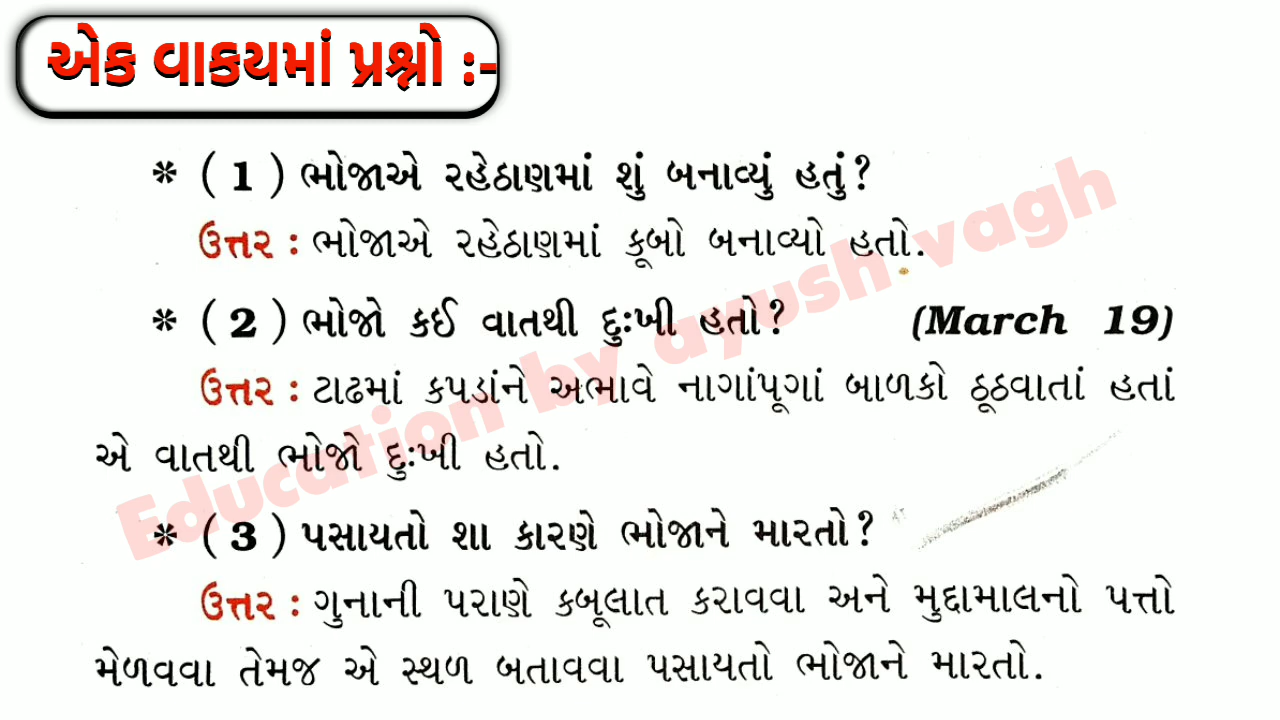 એક વાકયમાં પ્રશ્નો :-
* ( 1 ) ભોજાએ રહેઠાણમાં શું બનાવ્યું હતું?
ઉત્તર : ભોજાએ રહેઠાણમાં કૂબો બનાવ્યો હતો.
* ( 2 ) ભોજો કઈ વાતથી દુઃખી હતો? (March 19)
ઉત્તર : ટાઢમાં કપડાંને અભાવે નાગાંપૂગાં બાળકો ઠૂઠવાતાં હતાં
એ વાતથી ભોજો દુઃખી હતો.
* ( 3 ) પસાયતો શા કારણે ભોજાને મારતો?
ઉત્તર : ગુનાની પરાણે કબૂલાત કરાવવા અને મુદ્દામાલનો પત્તો
મેળવવા તેમજ એ સ્થળ બતાવવા પસાયતો ભોજાને મારતો.
Education by ayush vagh